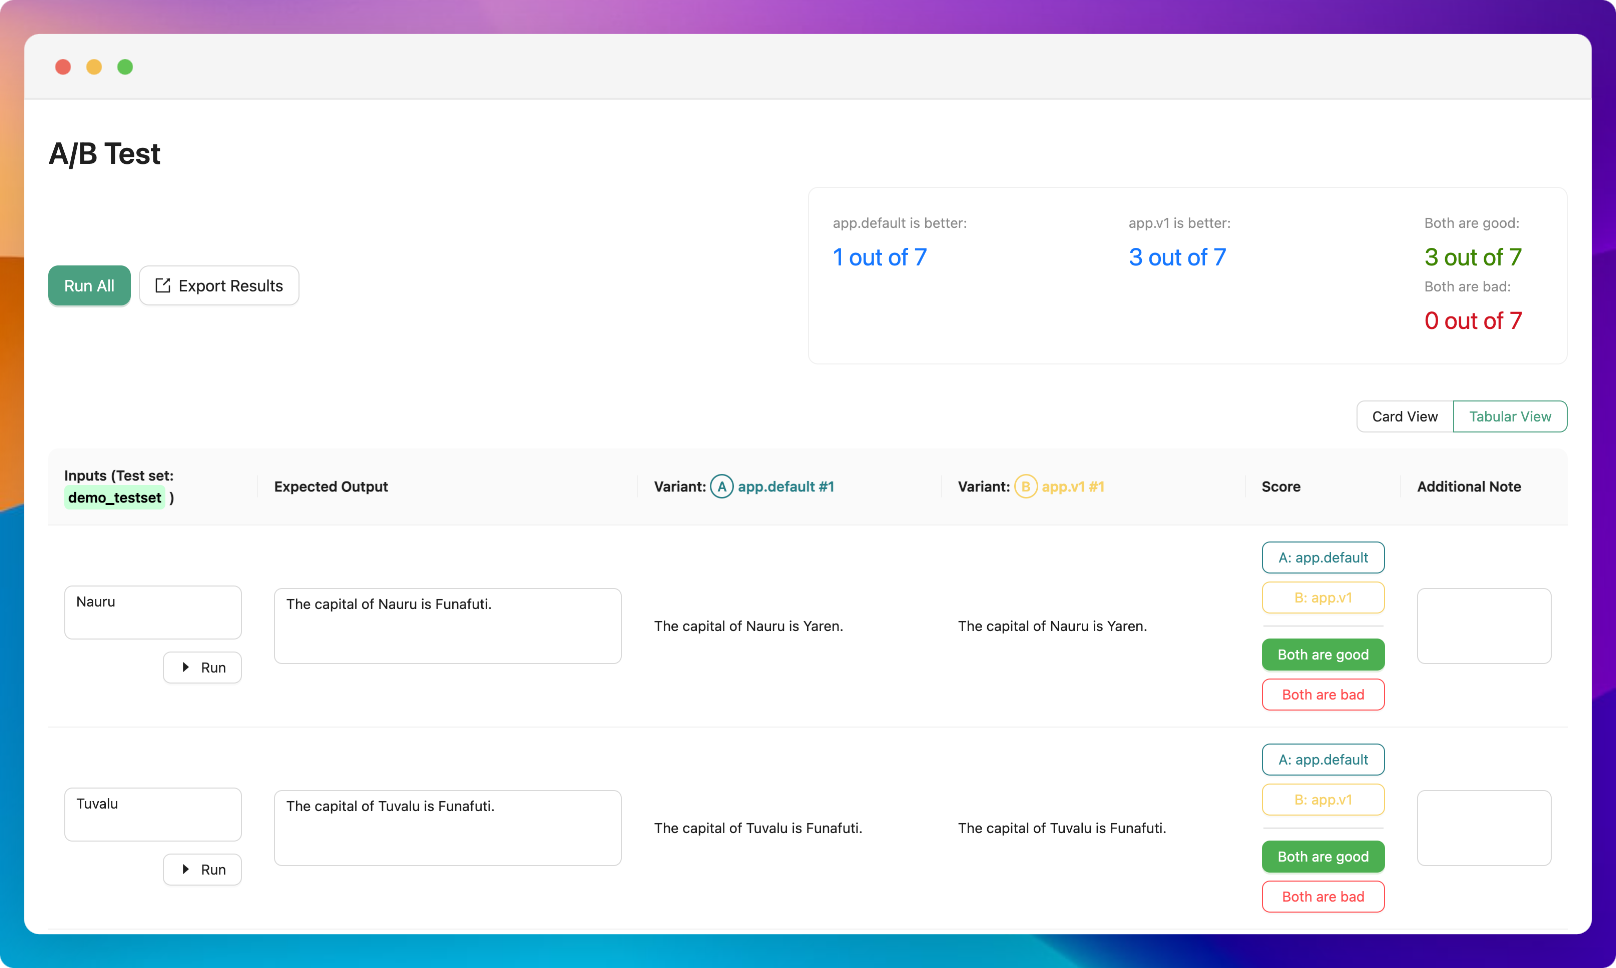 A/B Test
app.default is better:
1 out of 7
app.v1 is better:
3 out of 7
Both are good:
3 out of 7
Both are bad:
0 out of 7
Run All
Export Results
Card View
Tabular View
Inputs (Test set:
demo_testset )
Expected Output
Variant: A app.default #1
Variant: B app.v1 #1
Score
Additional Note
Nauru
Run
The capital of Nauru is Funafuti.
The capital of Nauru is Yaren.
The capital of Nauru is Yaren.
A: app.default
B: app.v1
Both are good
Both are bad
Tuvalu
Run
The capital of Tuvalu is Funafuti.
The capital of Tuvalu is Funafuti.
The capital of Tuvalu is Funafuti.
A: app.default
B: app.v1
Both are good
Both are bad